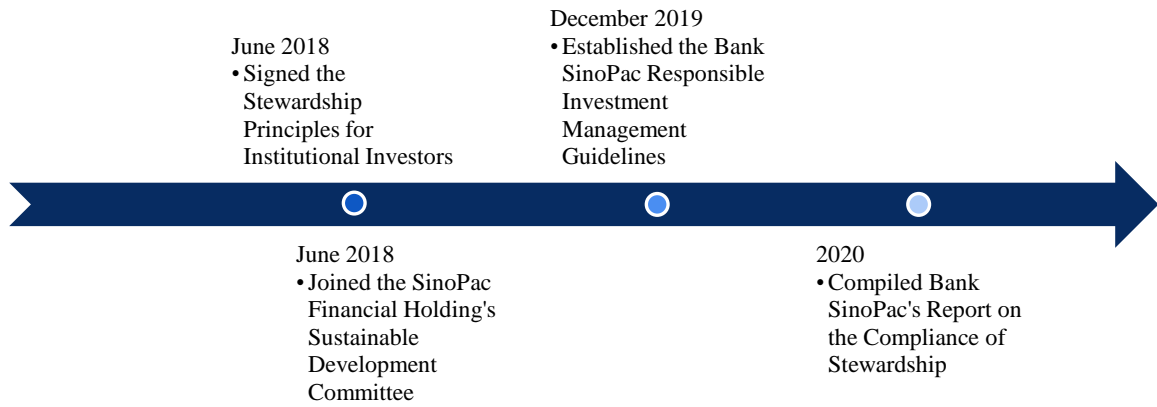 June 2018
• Signed the
Stewardship
Principles for
Institutional Investors
December 2019
• Established the Bank
SinoPac Responsible
Investment
Management
Guidelines
June 2018
• Joined the SinoPac
Financial Holding's
Sustainable
Development
Committee
2020
• Compiled Bank
SinoPac's Report on
the Compliance of
Stewardship